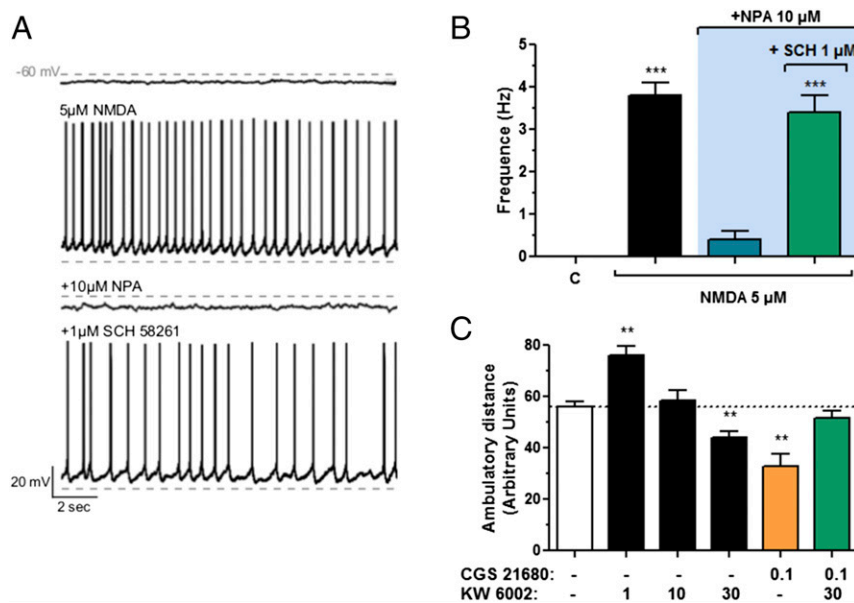 A
-60 mV
5µM NMDA
+10µM NPA
+1µM SCH 58261
20 mV
2 sec
B
+NPA 10 µM
+ SCH 1 µM
Frequence (Hz)
5
4
3
2
1
0
***
***
C
NMDA 5 µM
C
Ambulatory distance
(Arbitrary Units)
80
60
40
20
0
**
**
**
CGS 21680: - - - - 0.1 0.1
KW 6002: - 1 10 30 - 30